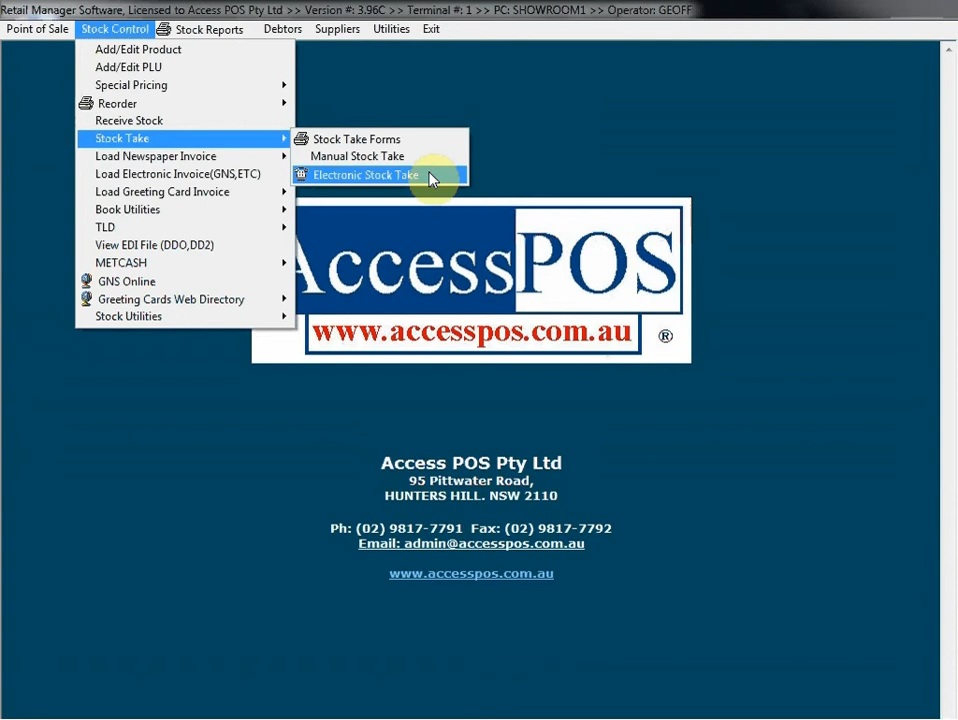 Retail Manager Software, Licensed to Access POS Pty Ltd >> Version #: 3.96C >> Terminal #: 1 >> PC: SHOWROOM1 >> Operator: GEOFF
Point of Sale Stock Control Stock Reports Debtors Suppliers Utilities Exit
Add/Edit Product
Add/Edit PLU
Special Pricing
Reorder
Receive Stock
Stock Take
Load Newspaper Invoice
Load Electronic Invoice(GNS,ETC)
Load Greeting Card Invoice
Book Utilities
TLD
View EDI File (DDO,DD2)
METCASH
GNS Online
Greeting Cards Web Directory
Stock Utilities
Stock Take Forms
Manual Stock Take
Electronic Stock Take
AccessPOS
www.accesspos.com.au ®
Access POS Pty Ltd
95 Pittwater Road,
HUNTERS HILL. NSW 2110
Ph: (02) 9817-7791 Fax: (02) 9817-7792
Email: admin@accesspos.com.au
www.accesspos.com.au